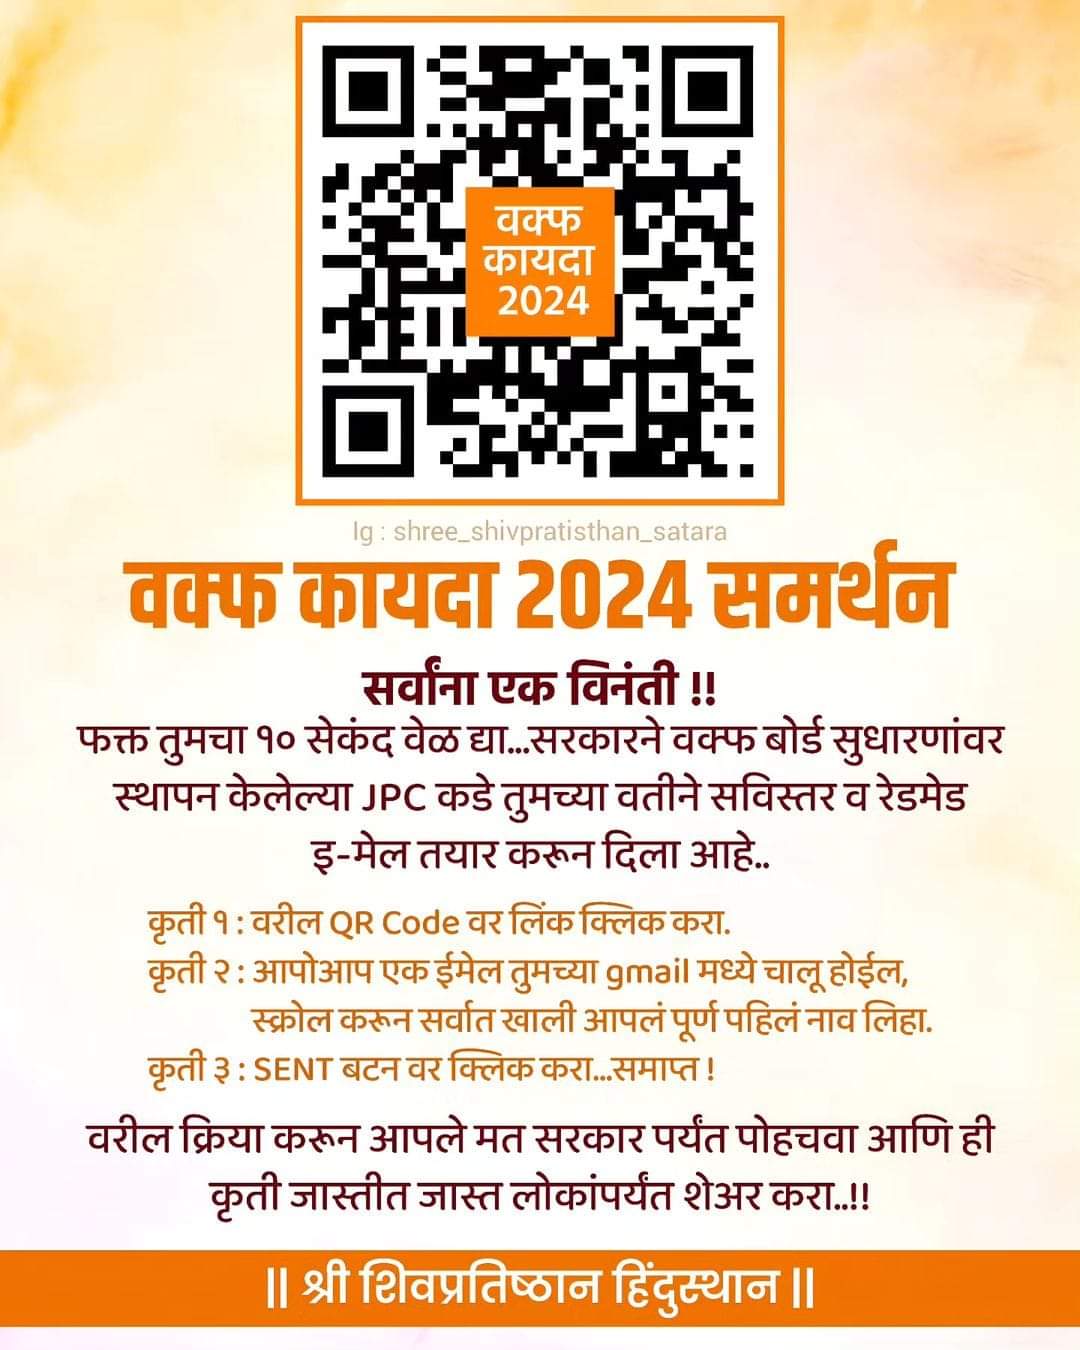 वक्फ
कायदा
2024
Ig : shree_shivpratisthan_satara
वक्फ कायदा 2024 समर्थन
सर्वांना एक विनंती !!
फक्त तुमचा १० सेकंद वेळ द्या...सरकारने वक्फ बोर्ड सुधारणांवर
स्थापन केलेल्या JPC कडे तुमच्या वतीने सविस्तर व रेडमेड
इ-मेल तयार करून दिला आहे..
कृती १ : वरील QR Code वर लिंक क्लिक करा.
कृती २ : आपोआप एक ईमेल तुमच्या gmail मध्ये चालू होईल,
स्क्रोल करून सर्वात खाली आपलं पूर्ण पहिलं नाव लिहा.
कृती ३ : SENT बटन वर क्लिक करा...समाप्त !
वरील क्रिया करून आपले मत सरकार पर्यंत पोहचवा आणि ही
कृती जास्तीत जास्त लोकांपर्यंत शेअर करा..!!
|| श्री शिवप्रतिष्ठान हिंदुस्थान ||